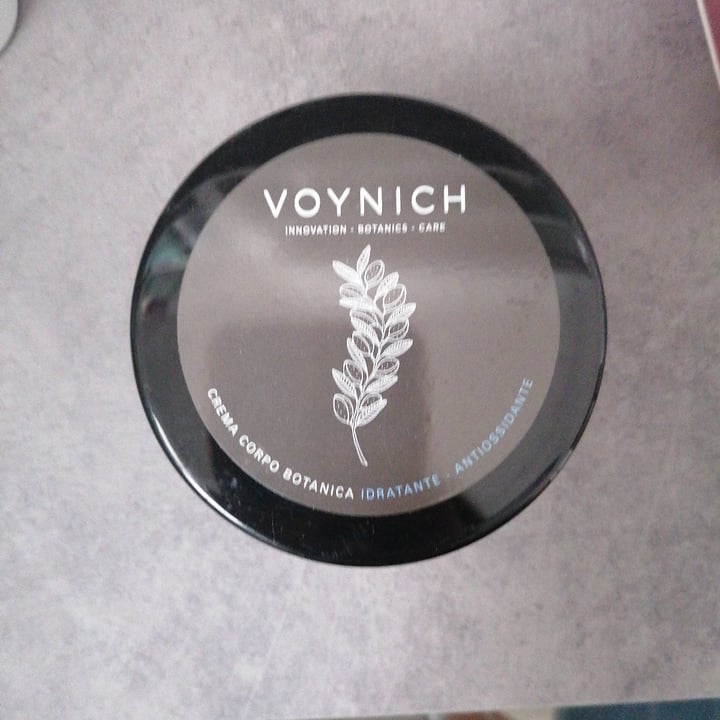 VOYNICH
INNOVATION · BOTANICS · CARE
CREMA CORPO BOTANICA IDRATANTE · ANTIOSSIDANTE